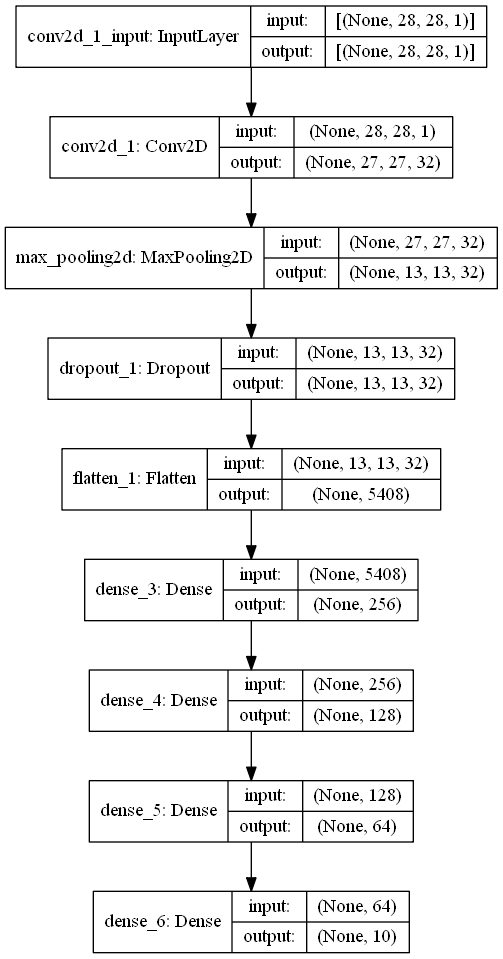 conv2d_1_input: InputLayer
input: [(None, 28, 28, 1)]
output: [(None, 28, 28, 1)]
conv2d_1: Conv2D
input: (None, 28, 28, 1)
output: (None, 27, 27, 32)
max_pooling2d: MaxPooling2D
input: (None, 27, 27, 32)
output: (None, 13, 13, 32)
dropout_1: Dropout
input: (None, 13, 13, 32)
output: (None, 13, 13, 32)
flatten_1: Flatten
input: (None, 13, 13, 32)
output: (None, 5408)
dense_3: Dense
input: (None, 5408)
output: (None, 256)
dense_4: Dense
input: (None, 256)
output: (None, 128)
dense_5: Dense
input: (None, 128)
output: (None, 64)
dense_6: Dense
input: (None, 64)
output: (None, 10)